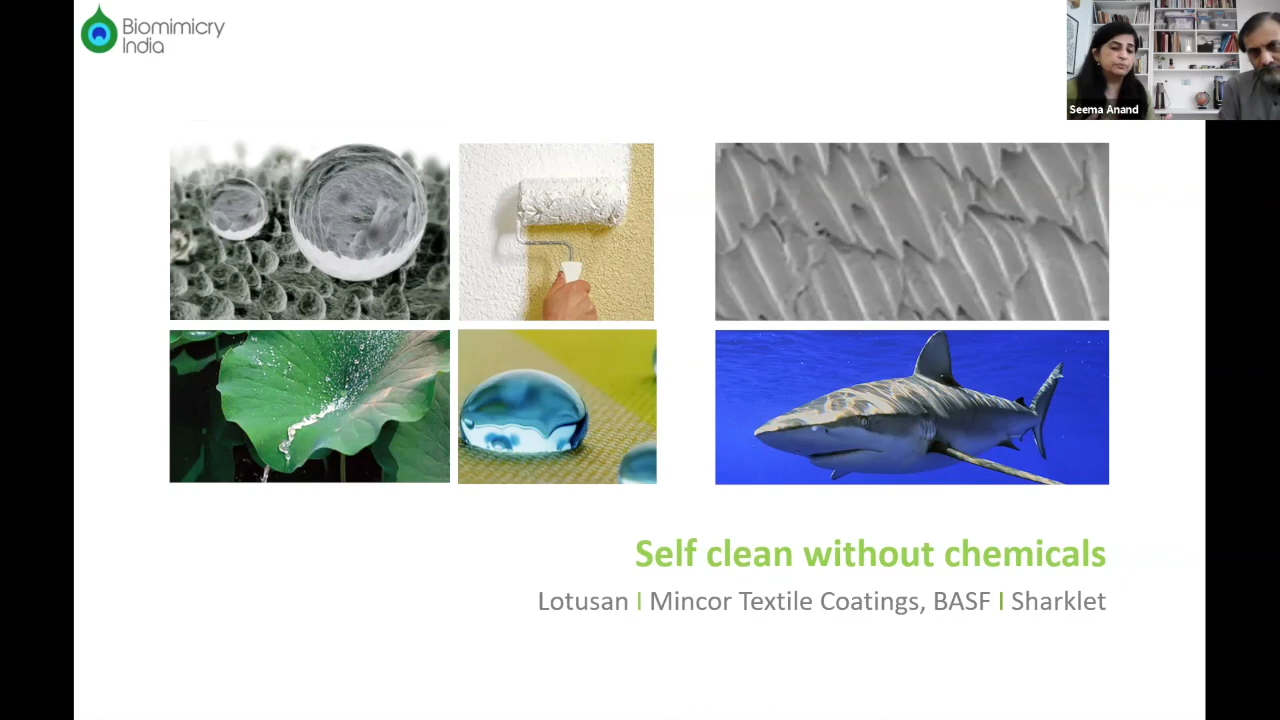 Biomimicry
India
Seema Anand
Self clean without chemicals
Lotusan I Mincor Textile Coatings, BASF I Sharklet